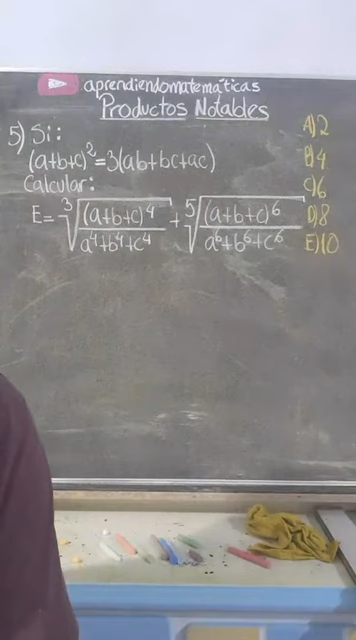 aprendiendomatemáticas
Productos Notables
5) Si:
(a+b+c)²=3(ab+bc+ac)
Calcular:
E= ∛((a+b+c)⁴/(a⁴+b⁴+c⁴)) + ⁵√((a+b+c)⁶/(a⁶+b⁶+c⁶))
A)2
B)4
C)6
D)8
E)10